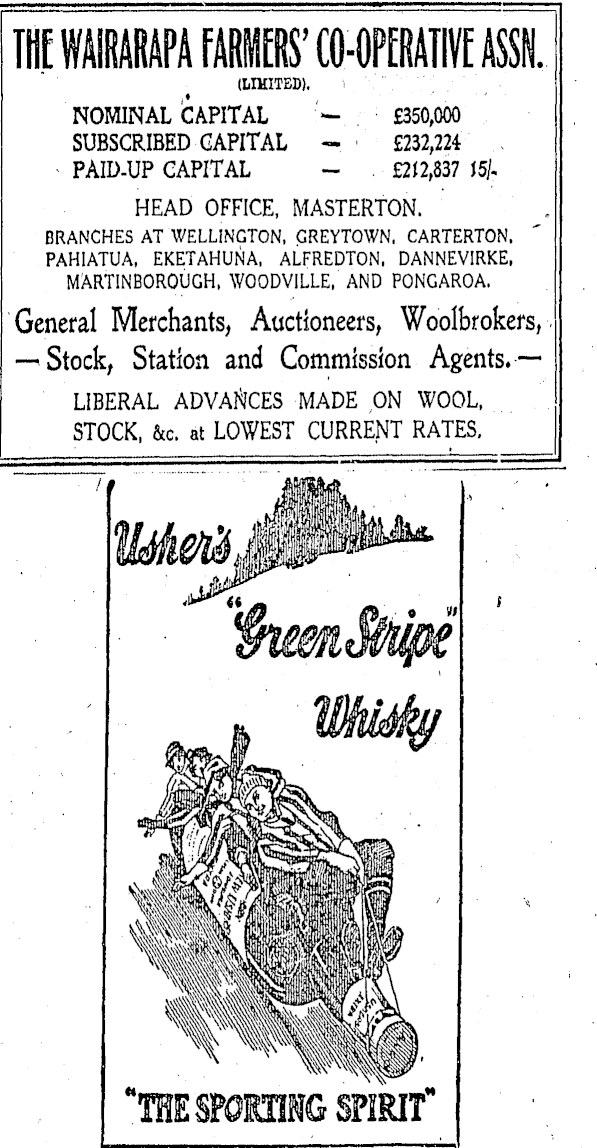 THE WAIRARAPA FARMERS' CO-OPERATIVE ASSN.
(LIMITED).
NOMINAL CAPITAL — £350,000
SUBSCRIBED CAPITAL — £232,224
PAID-UP CAPITAL — £212,837 15/-
HEAD OFFICE, MASTERTON.
BRANCHES AT WELLINGTON, GREYTOWN, CARTERTON,
PAHIATUA, EKETAHUNA, ALFREDTON, DANNEVIRKE,
MARTINBOROUGH, WOODVILLE, AND PONGAROA.
General Merchants, Auctioneers, Woolbrokers,
— Stock, Station and Commission Agents. —
LIBERAL ADVANCES MADE ON WOOL,
STOCK, &c. at LOWEST CURRENT RATES.
Usher's
"Green Stripe"
Whisky
"THE SPORTING SPIRIT"